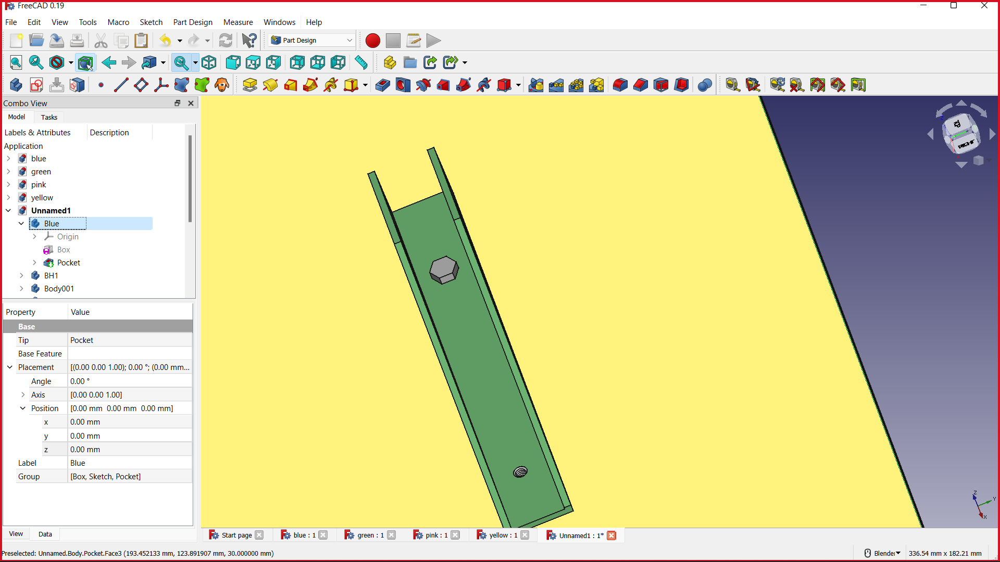 FreeCAD 0.19
File Edit View Tools Macro Sketch Part Design Measure Windows Help
Part Design
Combo View
Model Tasks
Labels & Attributes Description
Application
blue
green
pink
yellow
Unnamed1
Blue
Origin
Box
Pocket
BH1
Body001
Property Value
Base
Tip Pocket
Base Feature
Placement [(0.00 0.00 1.00); 0.00 °; (0.00 mm...
Angle 0.00 °
Axis [0.00 0.00 1.00]
Position [0.00 mm 0.00 mm 0.00 mm]
x 0.00 mm
y 0.00 mm
z 0.00 mm
Label Blue
Group [Box, Sketch, Pocket]
View Data
RIGHT
Z
Y
X
Start page blue : 1 green : 1 pink : 1 yellow : 1 Unnamed1 : 1*
Preselected: Unnamed.Body.Pocket.Face3 (193.452133 mm, 123.891907 mm, 30.000000 mm)
Blender 336.54 mm x 182.21 mm